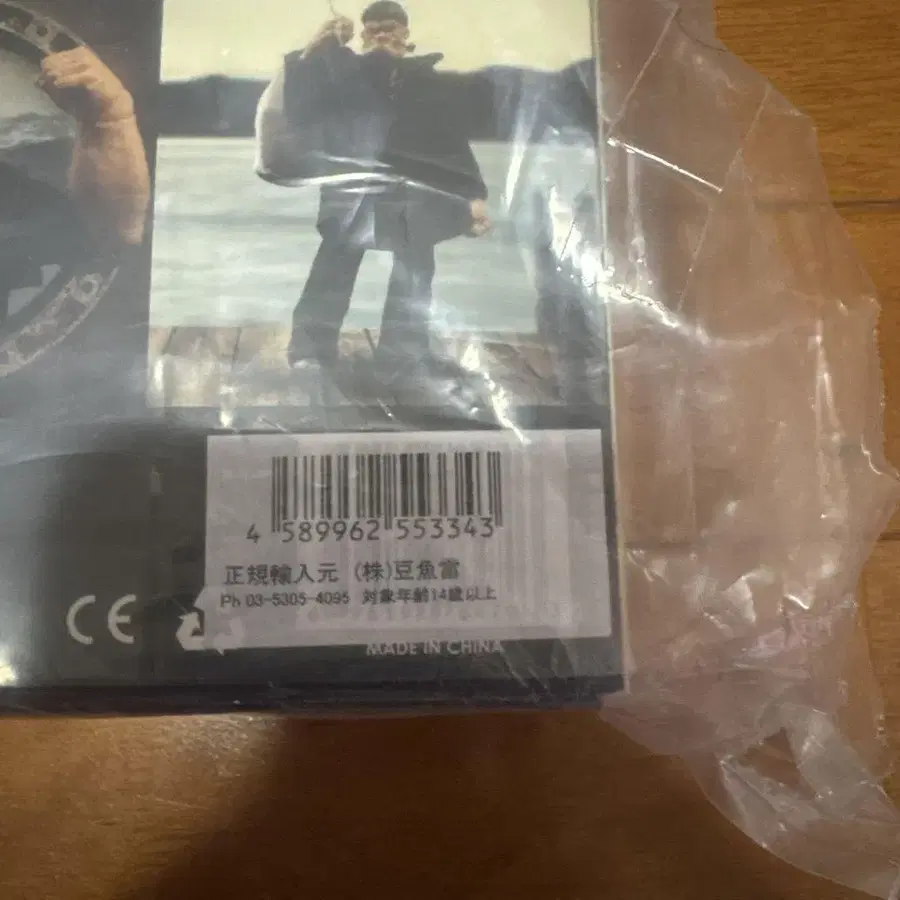 4 589962 553343
正規輸入元 (株)豆魚雷
Ph 03-5305-4095 対象年齢14歳以上
CE
MADE IN CHINA